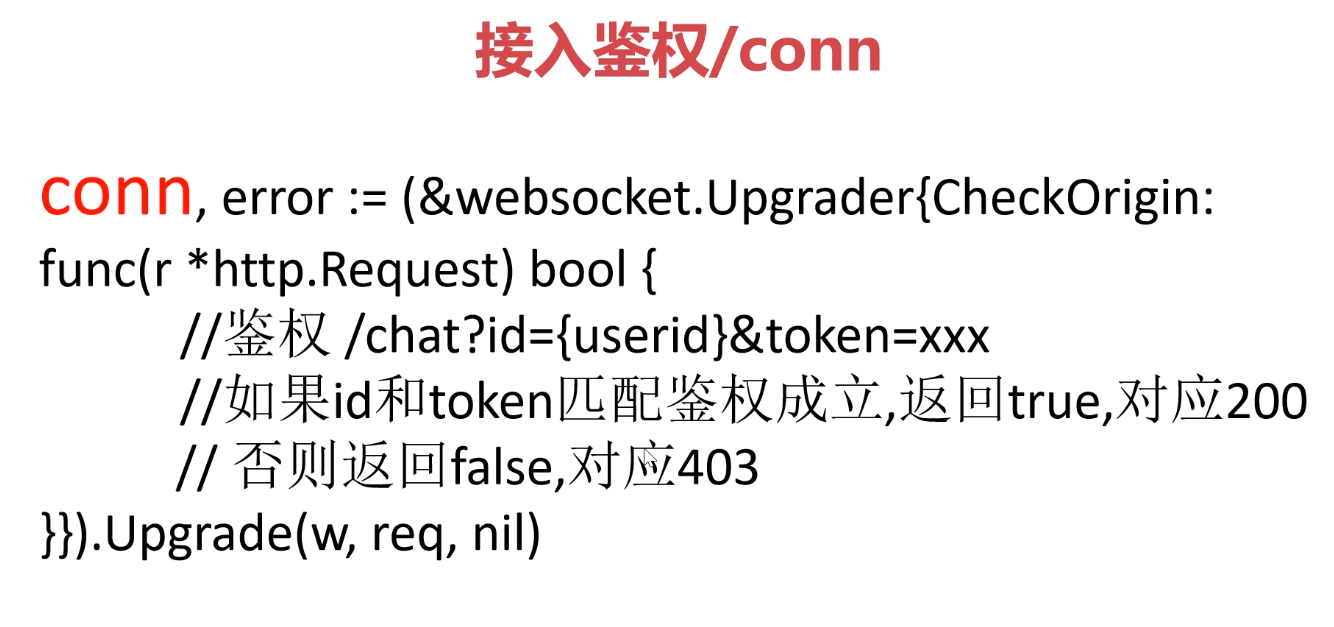 接入鉴权/conn
conn, error := (&websocket.Upgrader{CheckOrigin:
func(r *http.Request) bool {
//鉴权 /chat?id={userid}&token=xxx
//如果id和token匹配鉴权成立,返回true,对应200
// 否则返回false,对应403
}}).Upgrade(w, req, nil)